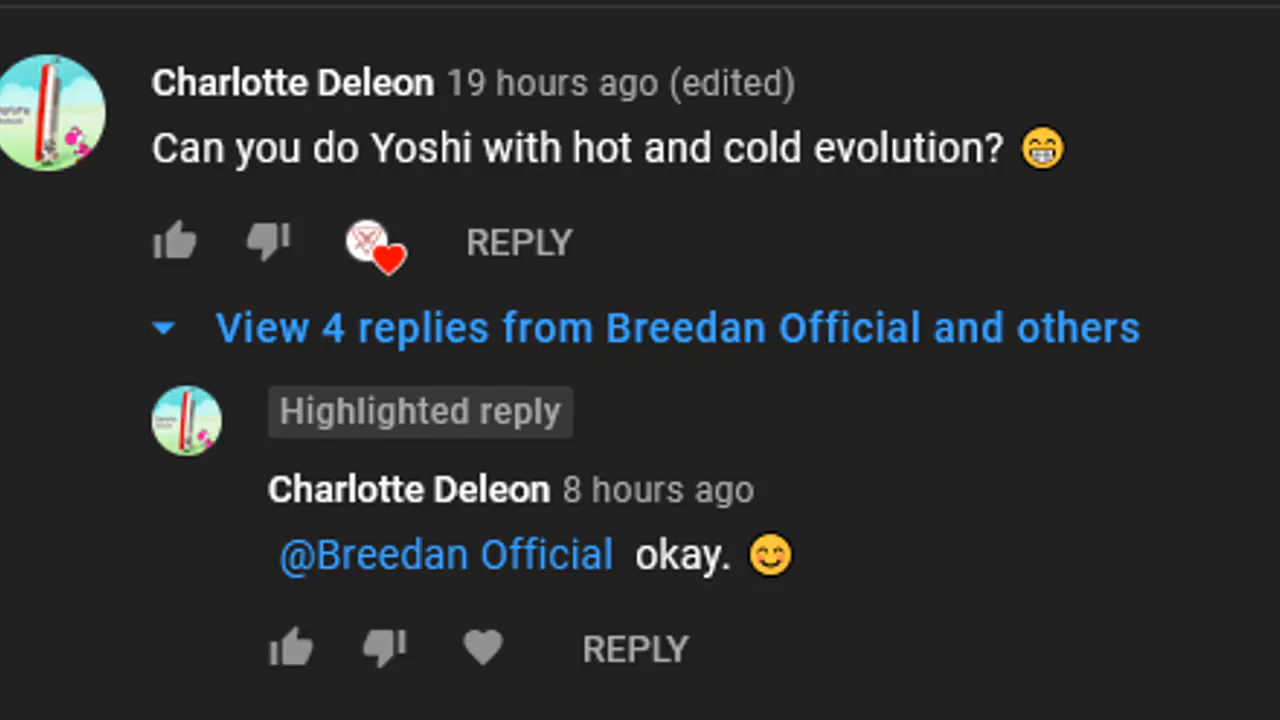 Charlotte Deleon 19 hours ago (edited)
Can you do Yoshi with hot and cold evolution? 😁
REPLY
View 4 replies from Breedan Official and others
Highlighted reply
Charlotte Deleon 8 hours ago
@Breedan Official okay. 😊
REPLY